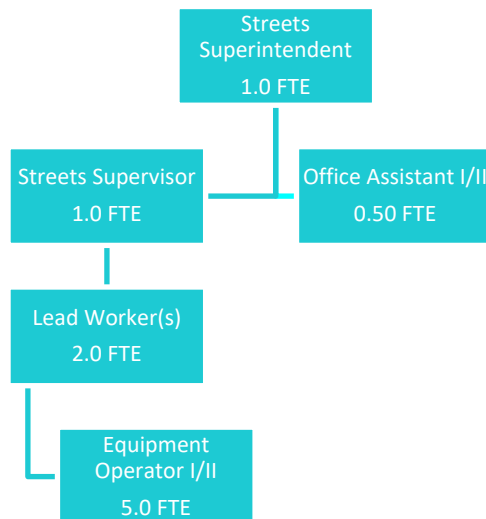 Streets
Superintendent
1.0 FTE
Streets Supervisor
1.0 FTE
Office Assistant I/II
0.50 FTE
Lead Worker(s)
2.0 FTE
Equipment
Operator I/II
5.0 FTE